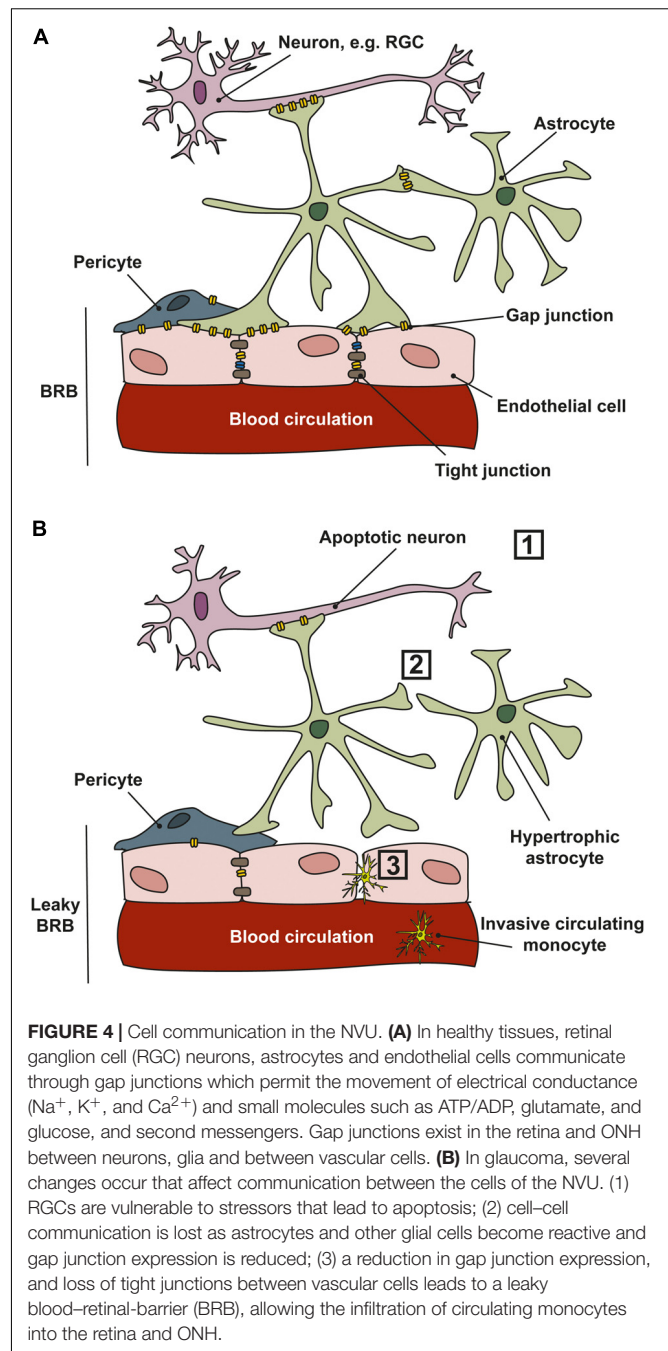 A
Neuron, e.g. RGC
Astrocyte
Pericyte
Gap junction
BRB
Endothelial cell
Blood circulation
Tight junction
B
Apoptotic neuron
1
2
Pericyte
Hypertrophic
astrocyte
3
Leaky
BRB
Blood circulation
Invasive circulating
monocyte
FIGURE 4 | Cell communication in the NVU. (A) In healthy tissues, retinal
ganglion cell (RGC) neurons, astrocytes and endothelial cells communicate
through gap junctions which permit the movement of electrical conductance
(Na⁺, K⁺, and Ca²⁺) and small molecules such as ATP/ADP, glutamate, and
glucose, and second messengers. Gap junctions exist in the retina and ONH
between neurons, glia and between vascular cells. (B) In glaucoma, several
changes occur that affect communication between the cells of the NVU. (1)
RGCs are vulnerable to stressors that lead to apoptosis; (2) cell–cell
communication is lost as astrocytes and other glial cells become reactive and
gap junction expression is reduced; (3) a reduction in gap junction expression,
and loss of tight junctions between vascular cells leads to a leaky
blood–retinal-barrier (BRB), allowing the infiltration of circulating monocytes
into the retina and ONH.